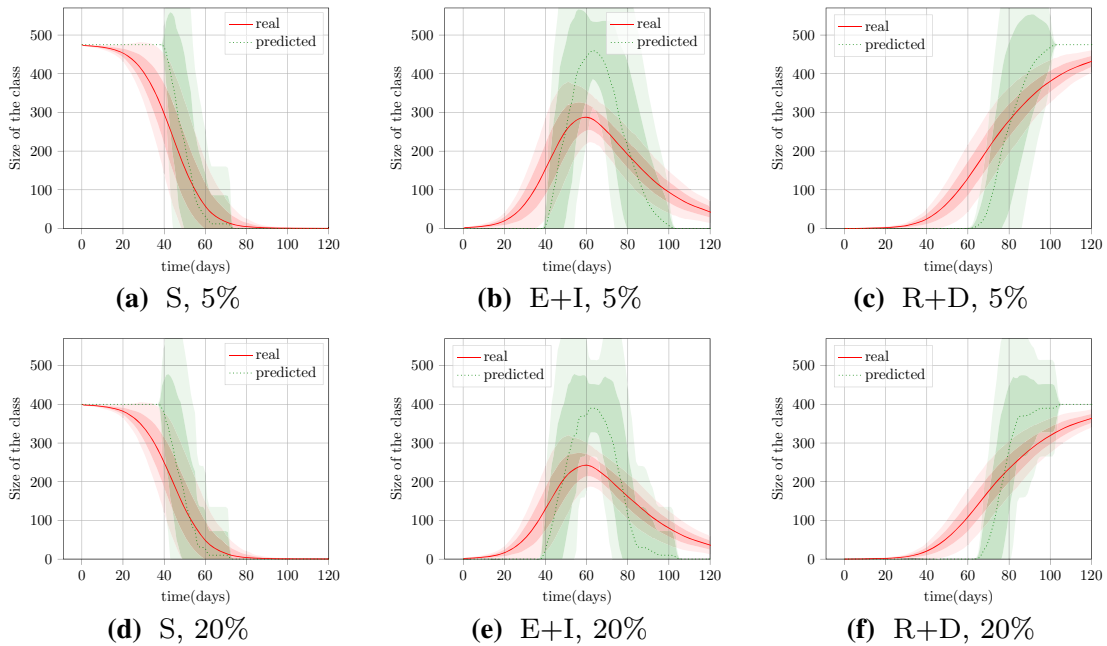 real
predicted
500
400
300
200
100
0
Size of the class
0 20 40 60 80 100 120
time(days)
(a) S, 5%
real
predicted
500
400
300
200
100
0
Size of the class
0 20 40 60 80 100 120
time(days)
(b) E+I, 5%
real
predicted
500
400
300
200
100
0
Size of the class
0 20 40 60 80 100 120
time(days)
(c) R+D, 5%
real
predicted
500
400
300
200
100
0
Size of the class
0 20 40 60 80 100 120
time(days)
(d) S, 20%
real
predicted
500
400
300
200
100
0
Size of the class
0 20 40 60 80 100 120
time(days)
(e) E+I, 20%
real
predicted
500
400
300
200
100
0
Size of the class
0 20 40 60 80 100 120
time(days)
(f) R+D, 20%